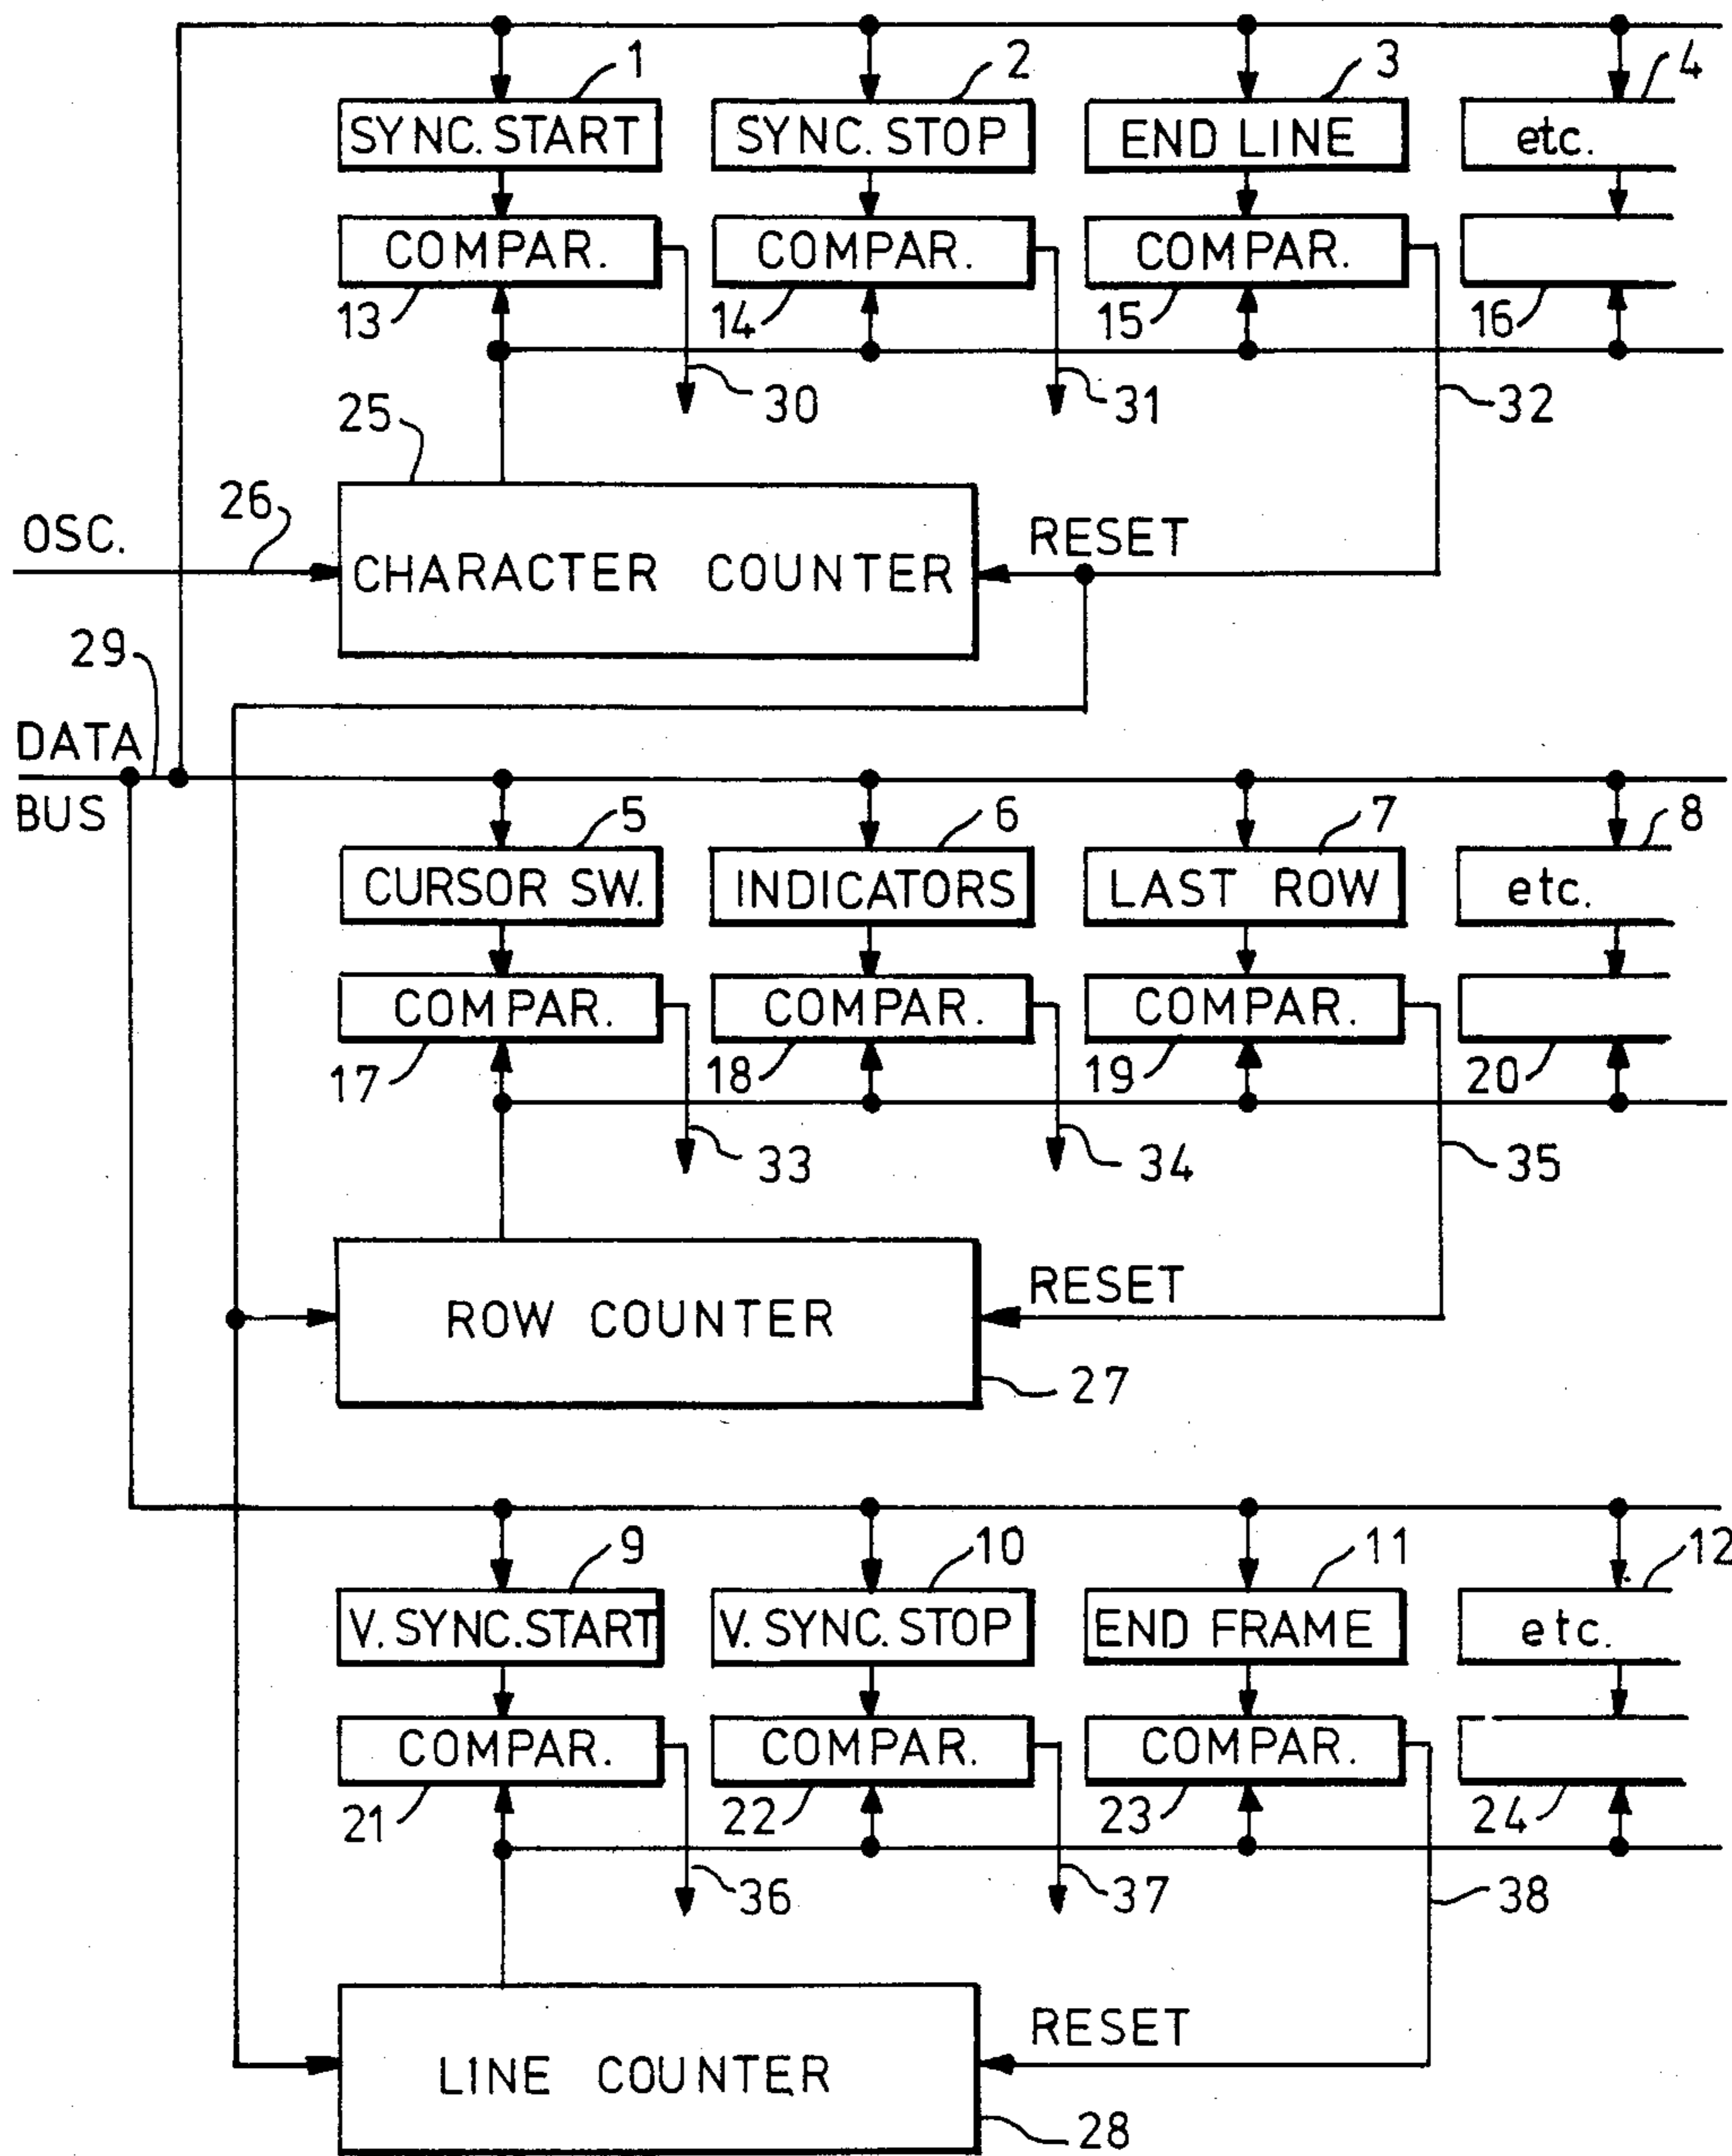 1 2 3 4
SYNC. START SYNC. STOP END LINE etc.
COMPAR. COMPAR. COMPAR.
13 14 15 16
30 31 32
25
26
OSC.
RESET
CHARACTER COUNTER
29
DATA
BUS
5 6 7 8
CURSOR SW. INDICATORS LAST ROW etc.
COMPAR. COMPAR. COMPAR.
17 18 19 20
33 34 35
RESET
ROW COUNTER
27
9 10 11 12
V. SYNC. START V. SYNC. STOP END FRAME etc.
COMPAR. COMPAR. COMPAR.
21 22 23 24
36 37 38
RESET
LINE COUNTER
28